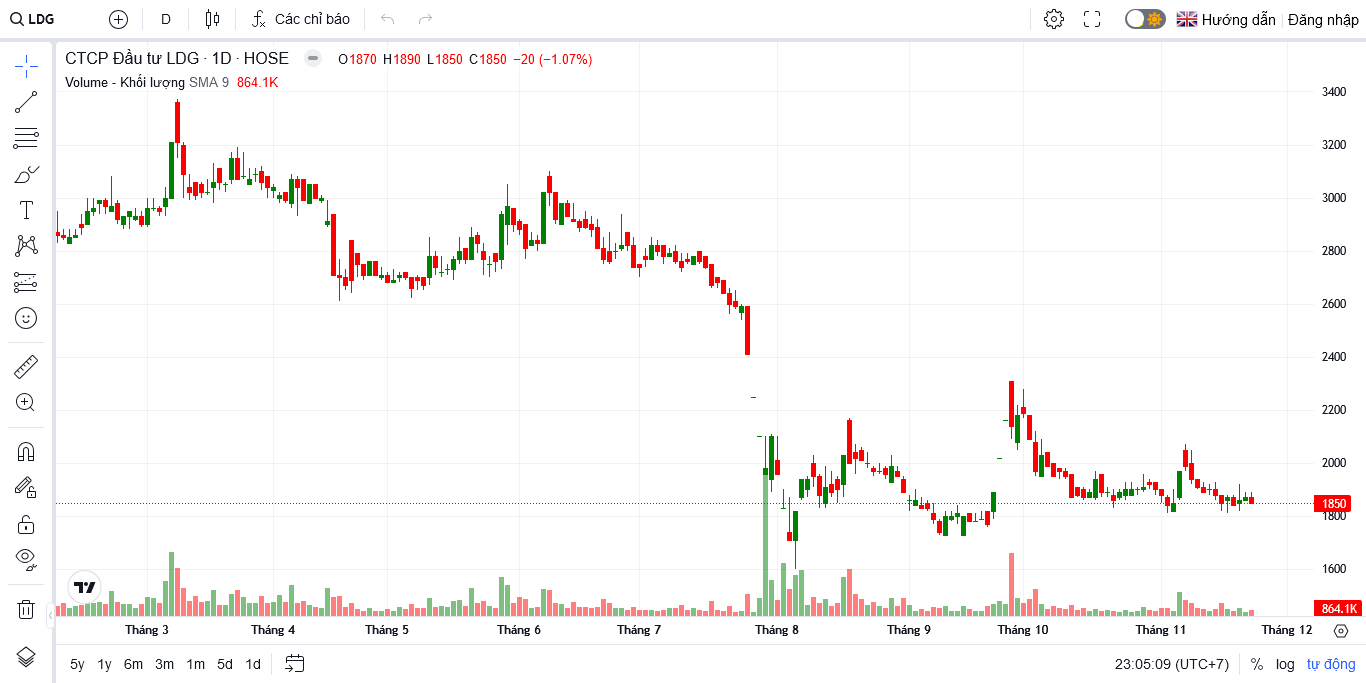 LDG D Các chỉ báo Hướng dẫn Đăng nhập
CTCP Đầu tư LDG · 1D · HOSE O1870 H1890 L1850 C1850 −20 (−1.07%)
Volume - Khối lượng SMA 9 864.1K
3400
3200
3000
2800
2600
2400
2200
2000
1850
1800
1600
864.1K
Tháng 3 Tháng 4 Tháng 5 Tháng 6 Tháng 7 Tháng 8 Tháng 9 Tháng 10 Tháng 11 Tháng 12
5y 1y 6m 3m 1m 5d 1d 23:05:09 (UTC+7) % log tự động